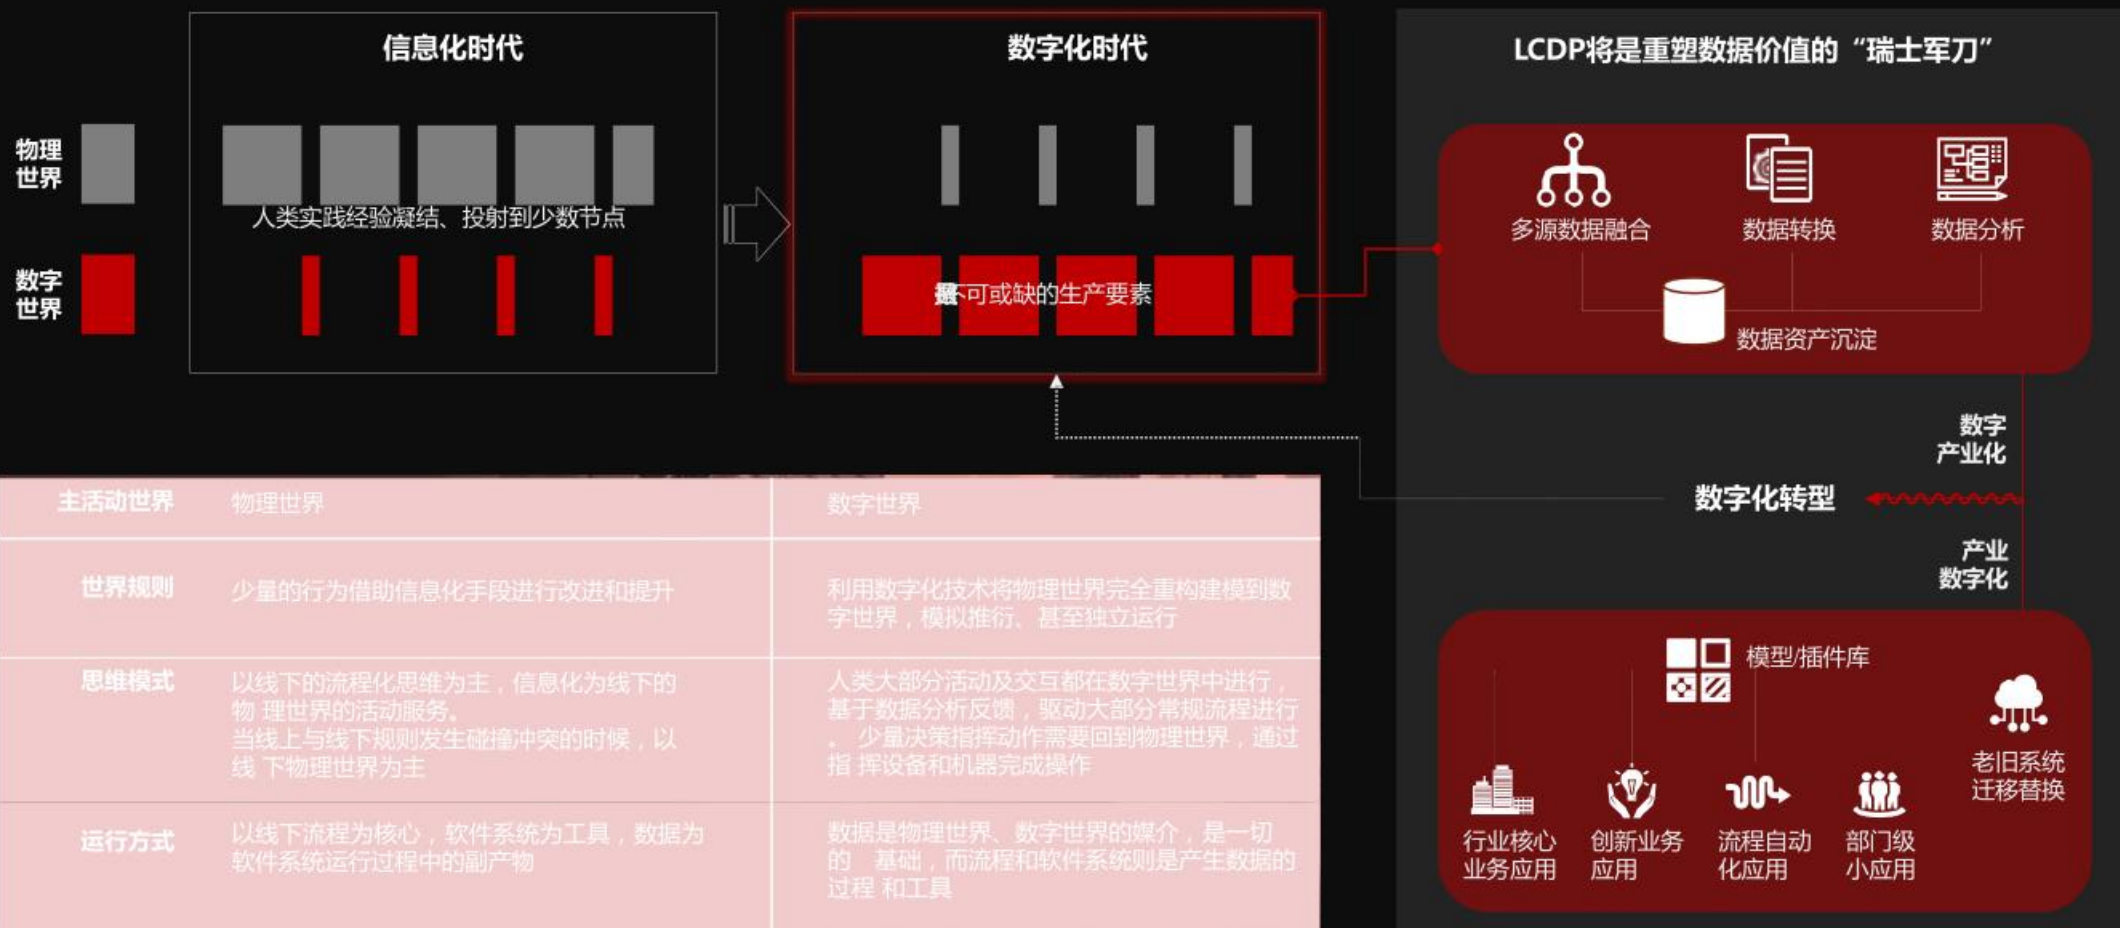 信息化时代
物理
世界
人类实践经验凝结、投射到少数节点
数字
世界
数字化时代
不可或缺的生产要素
LCDP将是重塑数据价值的“瑞士军刀”
多源数据融合
数据转换
数据分析
数据资产沉淀
数字
产业化
数字化转型
产业
数字化
模型/插件库
老旧系统
迁移替换
行业核心
业务应用
创新业务
应用
流程自动
化应用
部门级
小应用
主活动世界
物理世界
数字世界
世界规则
少量的行为借助信息化手段进行改进和提升
利用数字化技术将物理世界完全重构建模到数
字世界，模拟推衍、甚至独立运行
思维模式
以线下的流程化思维为主，信息化为线下的
物 理世界的活动服务。
当线上与线下规则发生碰撞冲突的时候，以
线 下物理世界为主
人类大部分活动及交互都在数字世界中进行，
基于数据分析反馈，驱动大部分常规流程进行
。 少量决策指挥动作需要回到物理世界，通过
指 挥设备和机器完成操作
运行方式
以线下流程为核心，软件系统为工具，数据为
软件系统运行过程中的副产物
数据是物理世界、数字世界的媒介，是一切
的 基础，而流程和软件系统则是产生数据的
过程 和工具